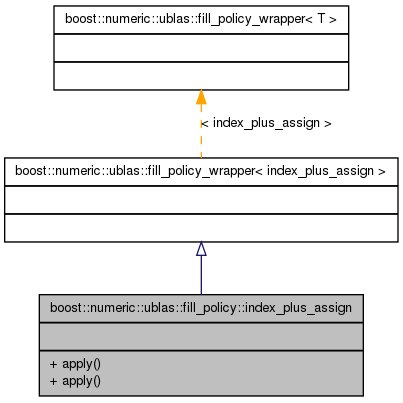 boost::numeric::ublas::fill_policy_wrapper< T >
< index_plus_assign >
boost::numeric::ublas::fill_policy_wrapper< index_plus_assign >
boost::numeric::ublas::fill_policy::index_plus_assign
+ apply()
+ apply()